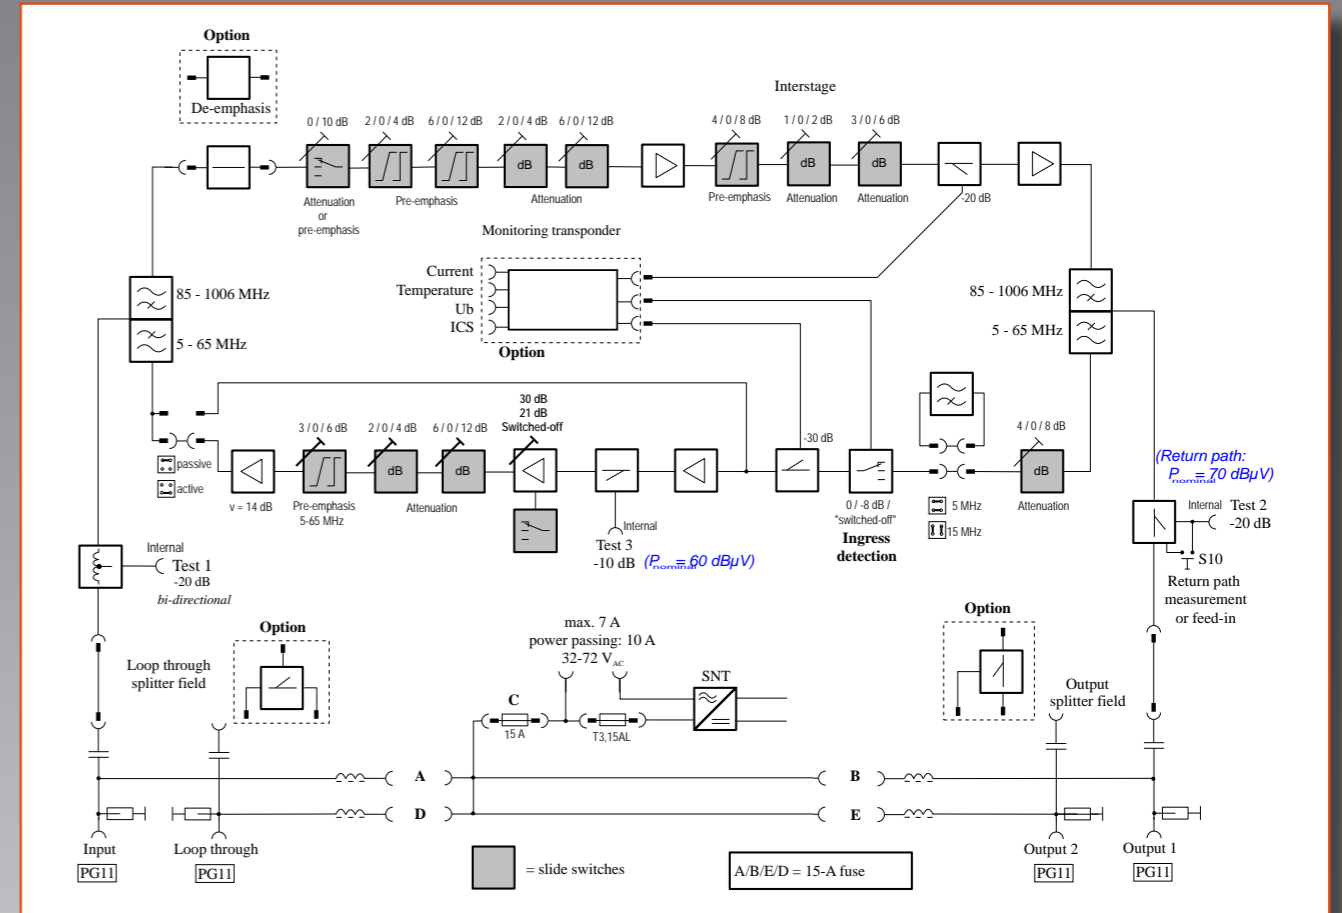 Option
De-emphasis
Interstage
0 / 10 dB
2 / 0 / 4 dB
6 / 0 / 12 dB
2 / 0 / 4 dB
6 / 0 / 12 dB
4 / 0 / 8 dB
1 / 0 / 2 dB
3 / 0 / 6 dB
dB
dB
dB
dB
Attenuation
or
pre-emphasis
Pre-emphasis
Attenuation
Pre-emphasis
Attenuation
Attenuation
-20 dB
Monitoring transponder
Current
Temperature
Ub
ICS
Option
85 - 1006 MHz
5 - 65 MHz
85 - 1006 MHz
5 - 65 MHz
passive
active
v = 14 dB
3 / 0 / 6 dB
Pre-emphasis
5-65 MHz
2 / 0 / 4 dB
6 / 0 / 12 dB
dB
dB
Attenuation
30 dB
21 dB
Switched-off
Internal
Test 3
-10 dB
(Pnominal = 60 dBµV)
-30 dB
0 / -8 dB /
"switched-off"
Ingress
detection
5 MHz
15 MHz
4 / 0 / 8 dB
dB
Attenuation
(Return path:
Pnominal = 70 dBµV)
Internal
Test 2
-20 dB
S10
Return path
measurement
or feed-in
Internal
Test 1
-20 dB
bi-directional
Option
Loop through
splitter field
max. 7 A
power passing: 10 A
32-72 VAC
C
15 A
T3,15AL
SNT
Option
Output
splitter field
A
B
D
E
Input
PG11
Loop through
PG11
= slide switches
A/B/E/D = 15-A fuse
Output 2
PG11
Output 1
PG11